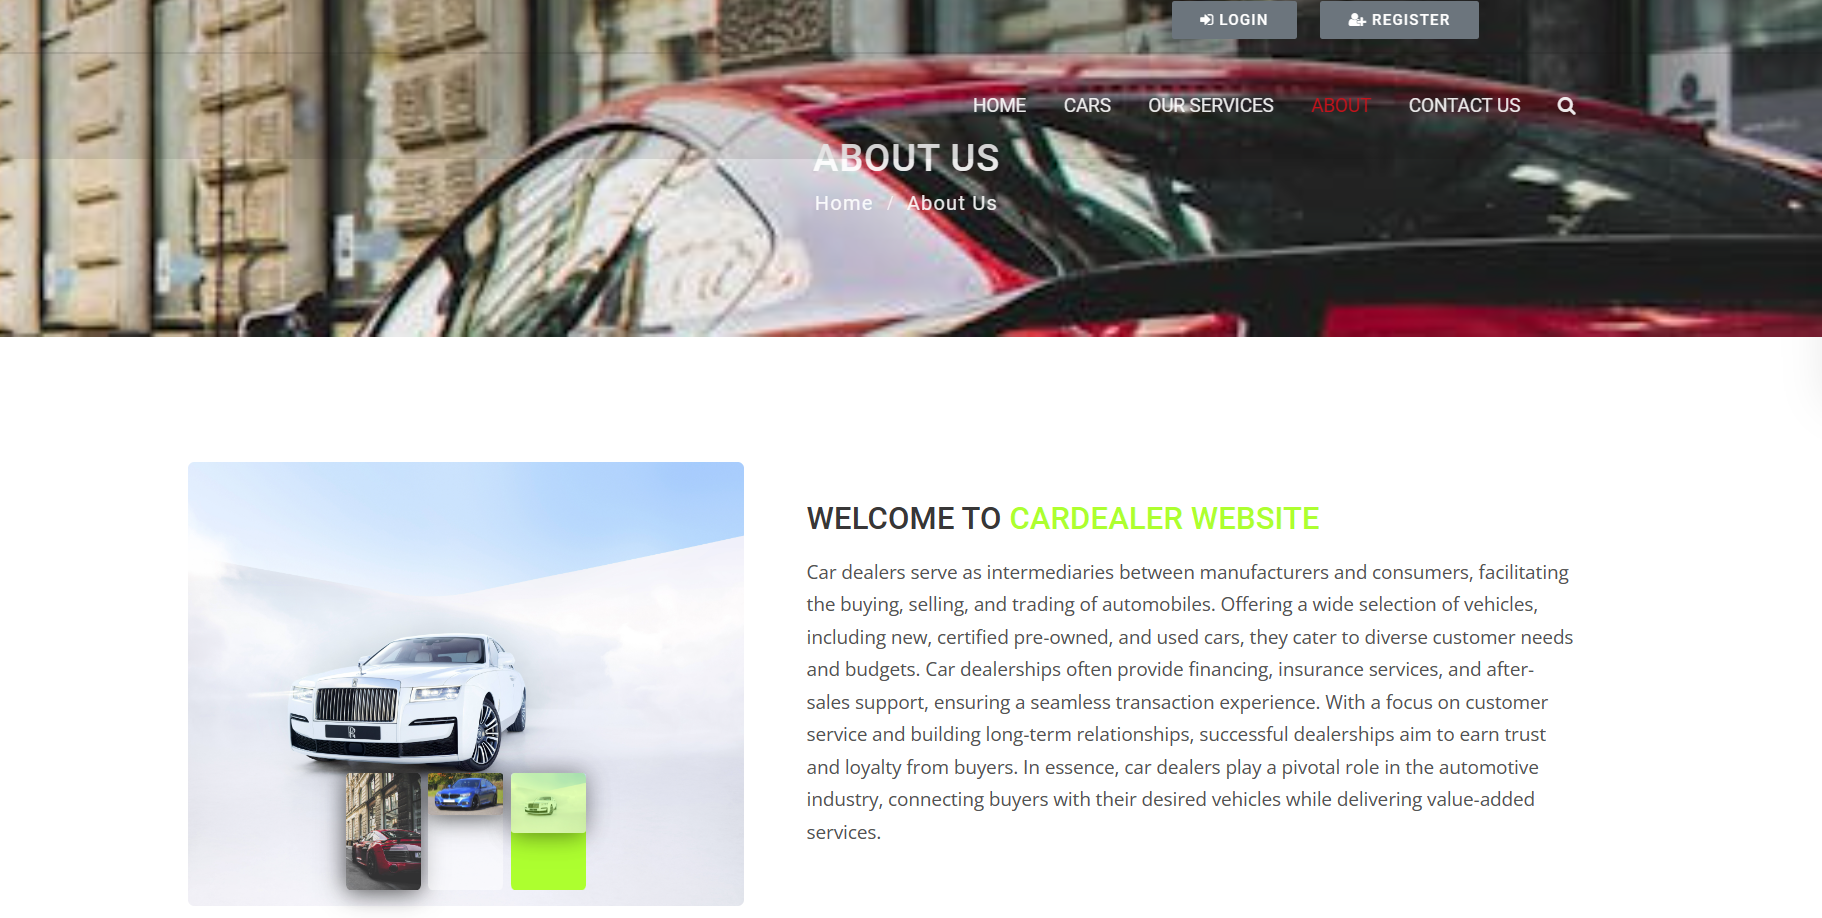 LOGIN
REGISTER
HOME
CARS
OUR SERVICES
ABOUT
CONTACT US
ABOUT US
Home / About Us
WELCOME TO CARDEALER WEBSITE
Car dealers serve as intermediaries between manufacturers and consumers, facilitating
the buying, selling, and trading of automobiles. Offering a wide selection of vehicles,
including new, certified pre-owned, and used cars, they cater to diverse customer needs
and budgets. Car dealerships often provide financing, insurance services, and after-
sales support, ensuring a seamless transaction experience. With a focus on customer
service and building long-term relationships, successful dealerships aim to earn trust
and loyalty from buyers. In essence, car dealers play a pivotal role in the automotive
industry, connecting buyers with their desired vehicles while delivering value-added
services.